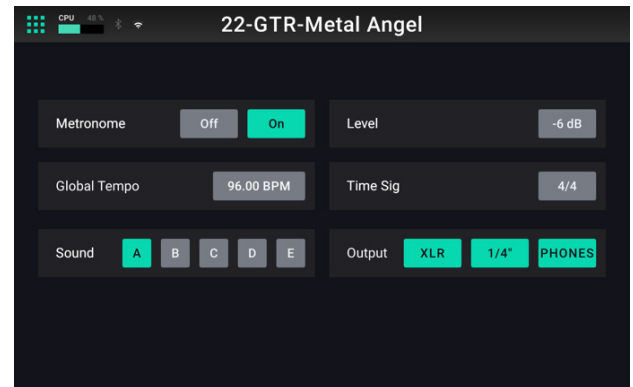 CPU 48 % 22-GTR-Metal Angel
Metronome Off On Level -6 dB
Global Tempo 96.00 BPM Time Sig 4/4
Sound A B C D E Output XLR 1/4" PHONES